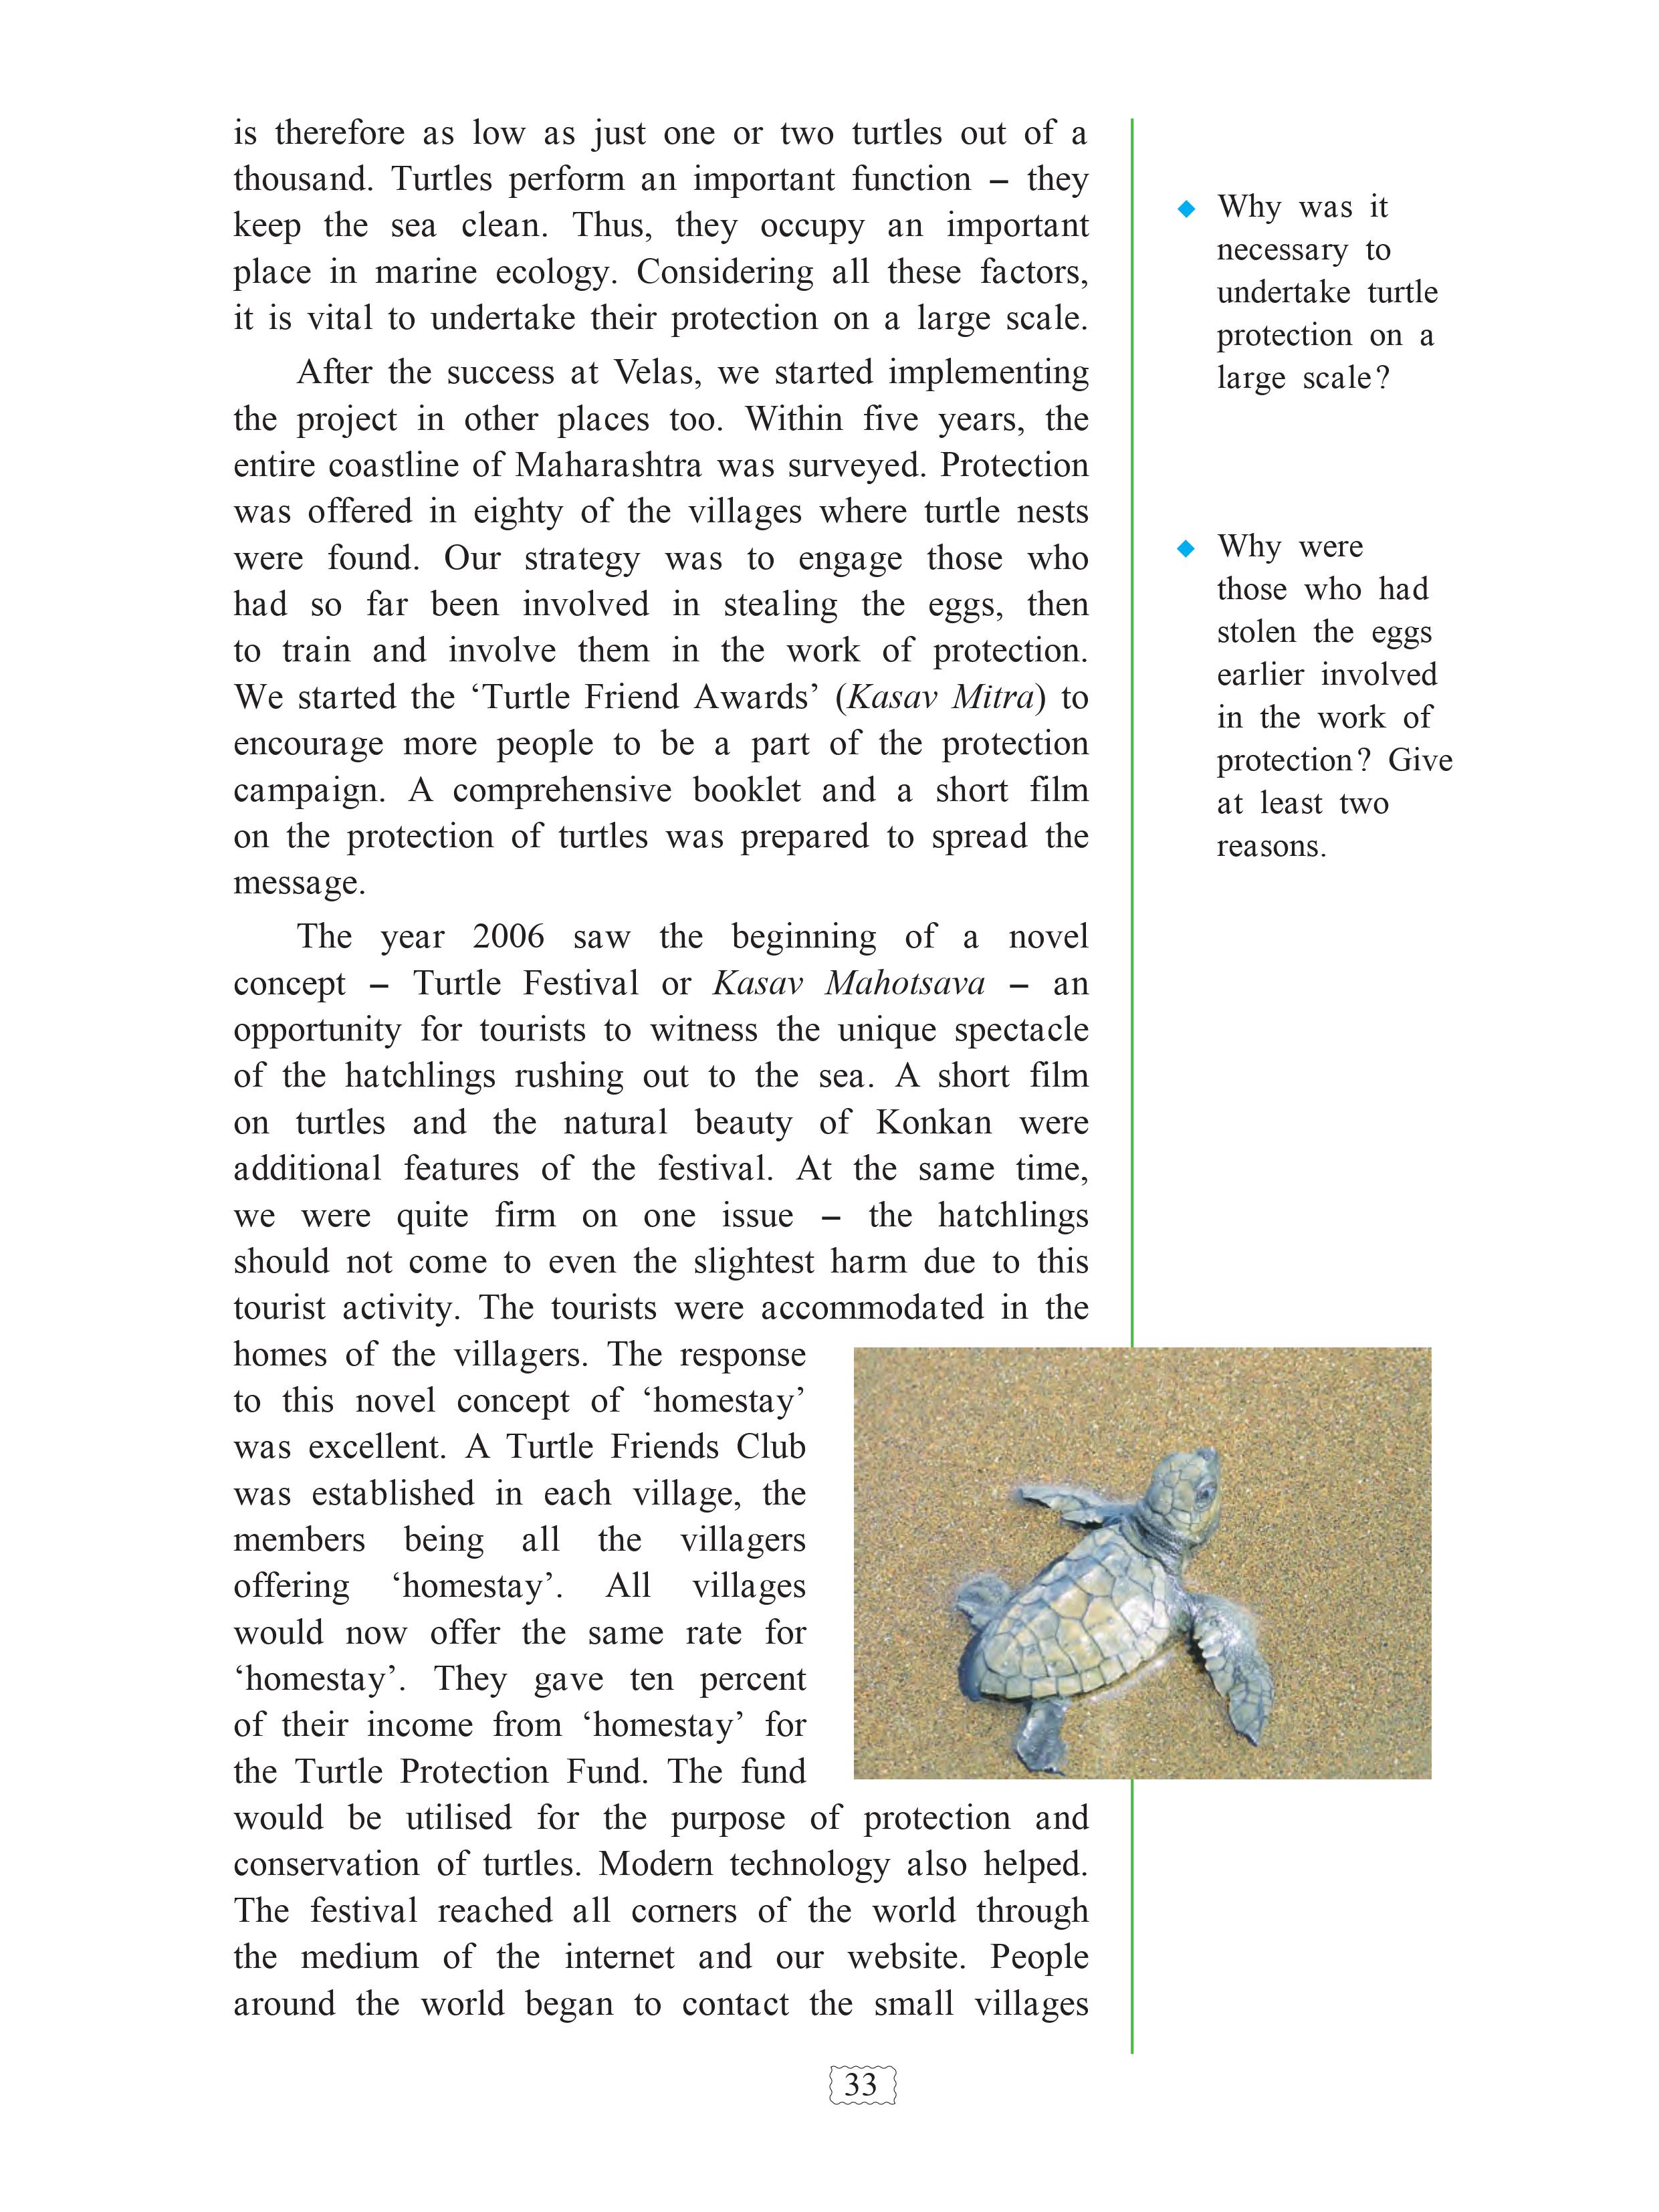 is therefore as low as just one or two turtles out of a
thousand. Turtles perform an important function – they
keep the sea clean. Thus, they occupy an important
place in marine ecology. Considering all these factors,
it is vital to undertake their protection on a large scale.
After the success at Velas, we started implementing
the project in other places too. Within five years, the
entire coastline of Maharashtra was surveyed. Protection
was offered in eighty of the villages where turtle nests
were found. Our strategy was to engage those who
had so far been involved in stealing the eggs, then
to train and involve them in the work of protection.
We started the ‘Turtle Friend Awards’ (Kasav Mitra) to
encourage more people to be a part of the protection
campaign. A comprehensive booklet and a short film
on the protection of turtles was prepared to spread the
message.
The year 2006 saw the beginning of a novel
concept – Turtle Festival or Kasav Mahotsava – an
opportunity for tourists to witness the unique spectacle
of the hatchlings rushing out to the sea. A short film
on turtles and the natural beauty of Konkan were
additional features of the festival. At the same time,
we were quite firm on one issue – the hatchlings
should not come to even the slightest harm due to this
tourist activity. The tourists were accommodated in the
homes of the villagers. The response
to this novel concept of ‘homestay’
was excellent. A Turtle Friends Club
was established in each village, the
members being all the villagers
offering ‘homestay’. All villages
would now offer the same rate for
‘homestay’. They gave ten percent
of their income from ‘homestay’ for
the Turtle Protection Fund. The fund
would be utilised for the purpose of protection and
conservation of turtles. Modern technology also helped.
The festival reached all corners of the world through
the medium of the internet and our website. People
around the world began to contact the small villages
◆ Why was it
necessary to
undertake turtle
protection on a
large scale?
◆ Why were
those who had
stolen the eggs
earlier involved
in the work of
protection? Give
at least two
reasons.
33